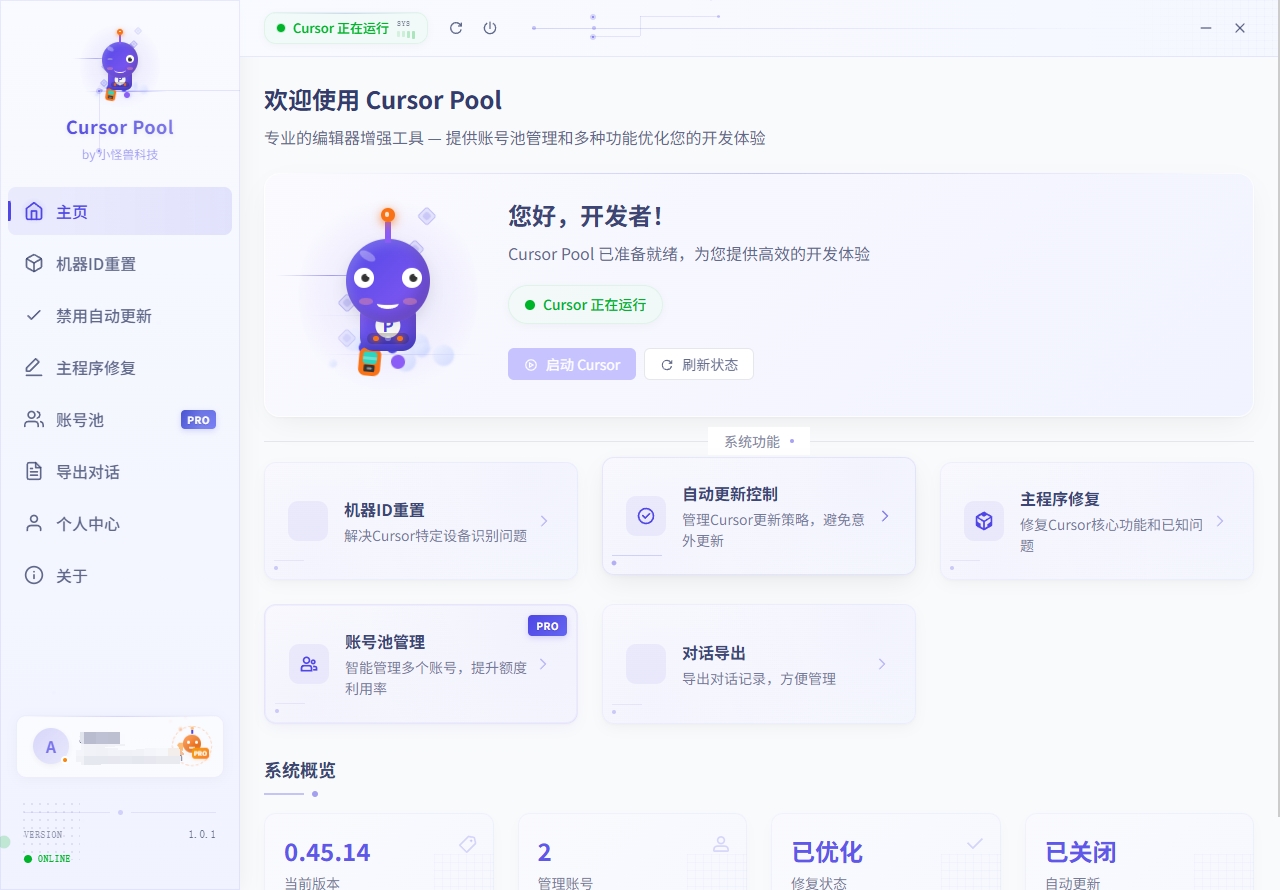 Cursor Pool
by 小怪兽科技
主页
机器ID重置
禁用自动更新
主程序修复
账号池
PRO
导出对话
个人中心
关于
A
PRO
VERSION
1.0.1
ONLINE
Cursor 正在运行
SYS
欢迎使用 Cursor Pool
专业的编辑器增强工具 — 提供账号池管理和多种功能优化您的开发体验
P
您好，开发者！
Cursor Pool 已准备就绪，为您提供高效的开发体验
Cursor 正在运行
启动 Cursor
刷新状态
系统功能
机器ID重置
解决Cursor特定设备识别问题
自动更新控制
管理Cursor更新策略，避免意
外更新
主程序修复
修复Cursor核心功能和已知问
题
PRO
账号池管理
智能管理多个账号，提升额度
利用率
对话导出
导出对话记录，方便管理
系统概览
0.45.14
当前版本
2
管理账号
已优化
修复状态
已关闭
自动更新